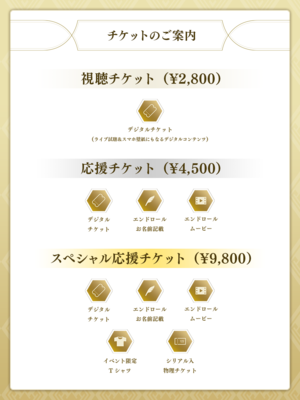 チケットのご案内
視聴チケット（¥2,800）
デジタルチケット
（ライブ試聴&スマホ壁紙にもなるデジタルコンテンツ）
応援チケット（¥4,500）
デジタル
チケット
エンドロール
お名前記載
エンドロール
ムービー
スペシャル応援チケット（¥9,800）
デジタル
チケット
エンドロール
お名前記載
エンドロール
ムービー
イベント限定
Tシャツ
シリアル入
物理チケット